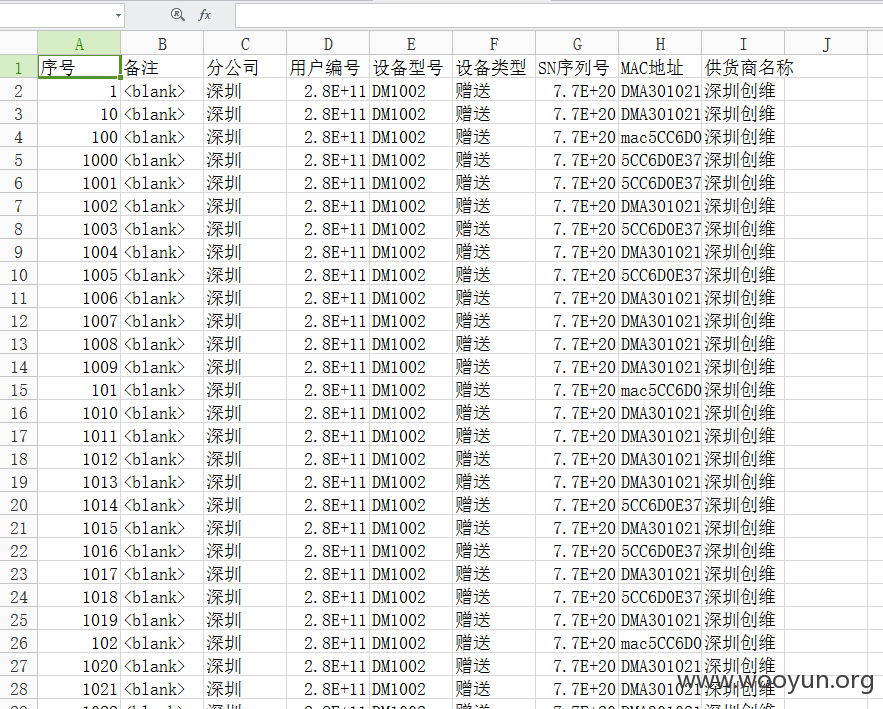 fx
A B C D E F G H I J
1 序号 备注 分公司 用户编号 设备型号 设备类型 SN序列号 MAC地址 供货商名称
2 1 <blank> 深圳 2.8E+11 DM1002 赠送 7.7E+20 DMA301021 深圳创维
3 10 <blank> 深圳 2.8E+11 DM1002 赠送 7.7E+20 DMA301021 深圳创维
4 100 <blank> 深圳 2.8E+11 DM1002 赠送 7.7E+20 mac5CC6D0 深圳创维
5 1000 <blank> 深圳 2.8E+11 DM1002 赠送 7.7E+20 5CC6D0E37 深圳创维
6 1001 <blank> 深圳 2.8E+11 DM1002 赠送 7.7E+20 5CC6D0E37 深圳创维
7 1002 <blank> 深圳 2.8E+11 DM1002 赠送 7.7E+20 DMA301021 深圳创维
8 1003 <blank> 深圳 2.8E+11 DM1002 赠送 7.7E+20 5CC6D0E37 深圳创维
9 1004 <blank> 深圳 2.8E+11 DM1002 赠送 7.7E+20 DMA301021 深圳创维
10 1005 <blank> 深圳 2.8E+11 DM1002 赠送 7.7E+20 5CC6D0E37 深圳创维
11 1006 <blank> 深圳 2.8E+11 DM1002 赠送 7.7E+20 DMA301021 深圳创维
12 1007 <blank> 深圳 2.8E+11 DM1002 赠送 7.7E+20 DMA301021 深圳创维
13 1008 <blank> 深圳 2.8E+11 DM1002 赠送 7.7E+20 DMA301021 深圳创维
14 1009 <blank> 深圳 2.8E+11 DM1002 赠送 7.7E+20 DMA301021 深圳创维
15 101 <blank> 深圳 2.8E+11 DM1002 赠送 7.7E+20 mac5CC6D0 深圳创维
16 1010 <blank> 深圳 2.8E+11 DM1002 赠送 7.7E+20 DMA301021 深圳创维
17 1011 <blank> 深圳 2.8E+11 DM1002 赠送 7.7E+20 DMA301021 深圳创维
18 1012 <blank> 深圳 2.8E+11 DM1002 赠送 7.7E+20 DMA301021 深圳创维
19 1013 <blank> 深圳 2.8E+11 DM1002 赠送 7.7E+20 DMA301021 深圳创维
20 1014 <blank> 深圳 2.8E+11 DM1002 赠送 7.7E+20 5CC6D0E37 深圳创维
21 1015 <blank> 深圳 2.8E+11 DM1002 赠送 7.7E+20 DMA301021 深圳创维
22 1016 <blank> 深圳 2.8E+11 DM1002 赠送 7.7E+20 5CC6D0E37 深圳创维
23 1017 <blank> 深圳 2.8E+11 DM1002 赠送 7.7E+20 DMA301021 深圳创维
24 1018 <blank> 深圳 2.8E+11 DM1002 赠送 7.7E+20 5CC6D0E37 深圳创维
25 1019 <blank> 深圳 2.8E+11 DM1002 赠送 7.7E+20 DMA301021 深圳创维
26 102 <blank> 深圳 2.8E+11 DM1002 赠送 7.7E+20 mac5CC6D0 深圳创维
27 1020 <blank> 深圳 2.8E+11 DM1002 赠送 7.7E+20 DMA301021 深圳创维
28 1021 <blank> 深圳 2.8E+11 DM1002 赠送 7.7E+20 DMA301021 深圳创维
www.wooyun.org